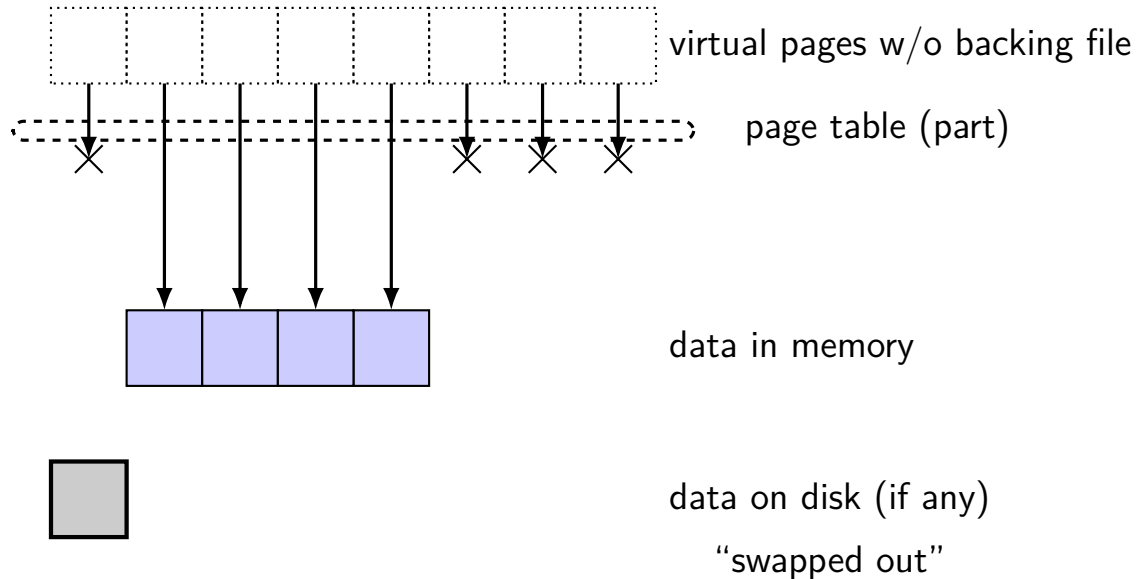 virtual pages w/o backing file
page table (part)
data in memory
data on disk (if any)
“swapped out”